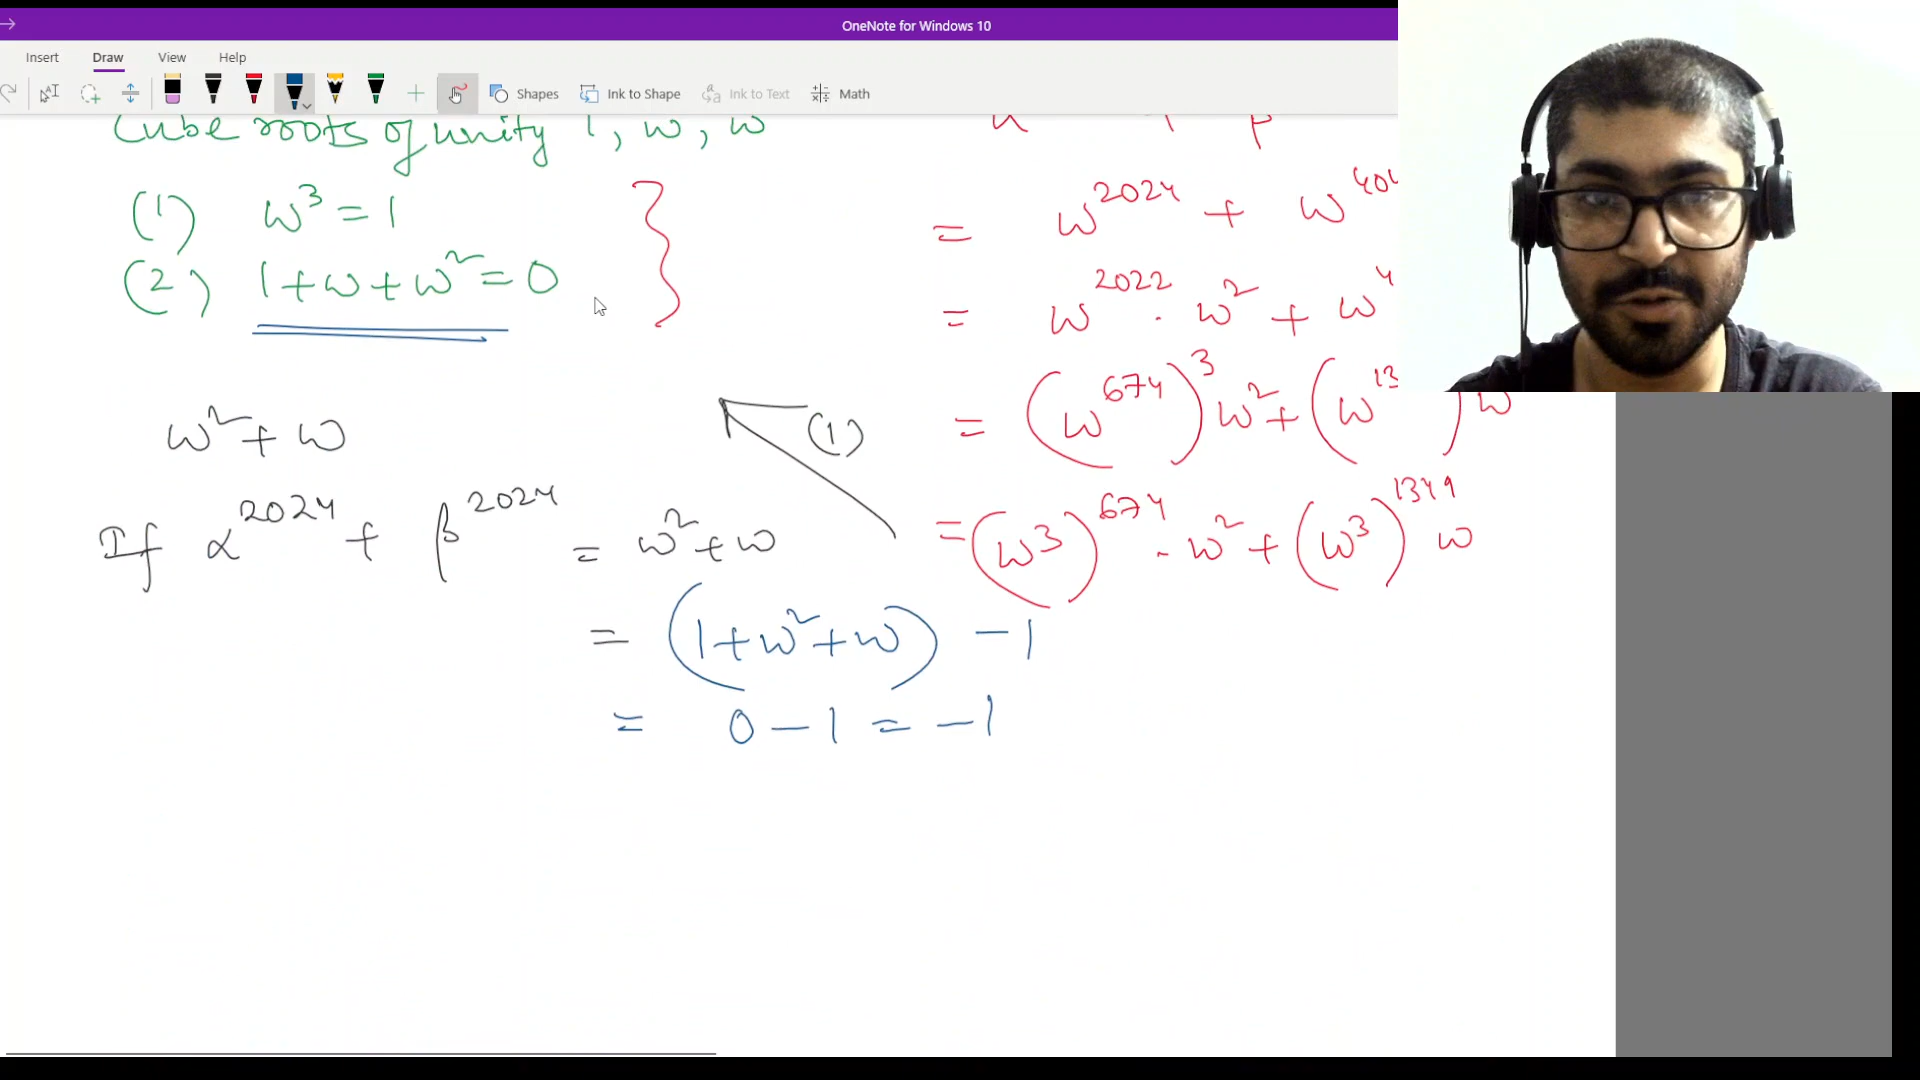 OneNote for Windows 10
Insert Draw View Help
Shapes Ink to Shape Ink to Text Math
Cube roots of unity 1, ω, ω
(1) ω³ = 1
(2) 1+ω+ω² = 0
ω²+ω
(1)
If α²⁰²⁴ + β²⁰²⁴ = ω²+ω
= (1+ω²+ω) −1
= 0−1 = −1
= ω²⁰²⁴ + ω
= ω²⁰²² · ω² + ω⁴
= (ω⁶⁷⁴)³ ω² + (ω¹³ ) ω
= (ω³)⁶⁷⁴ · ω² + (ω³)¹³⁴⁹ ω